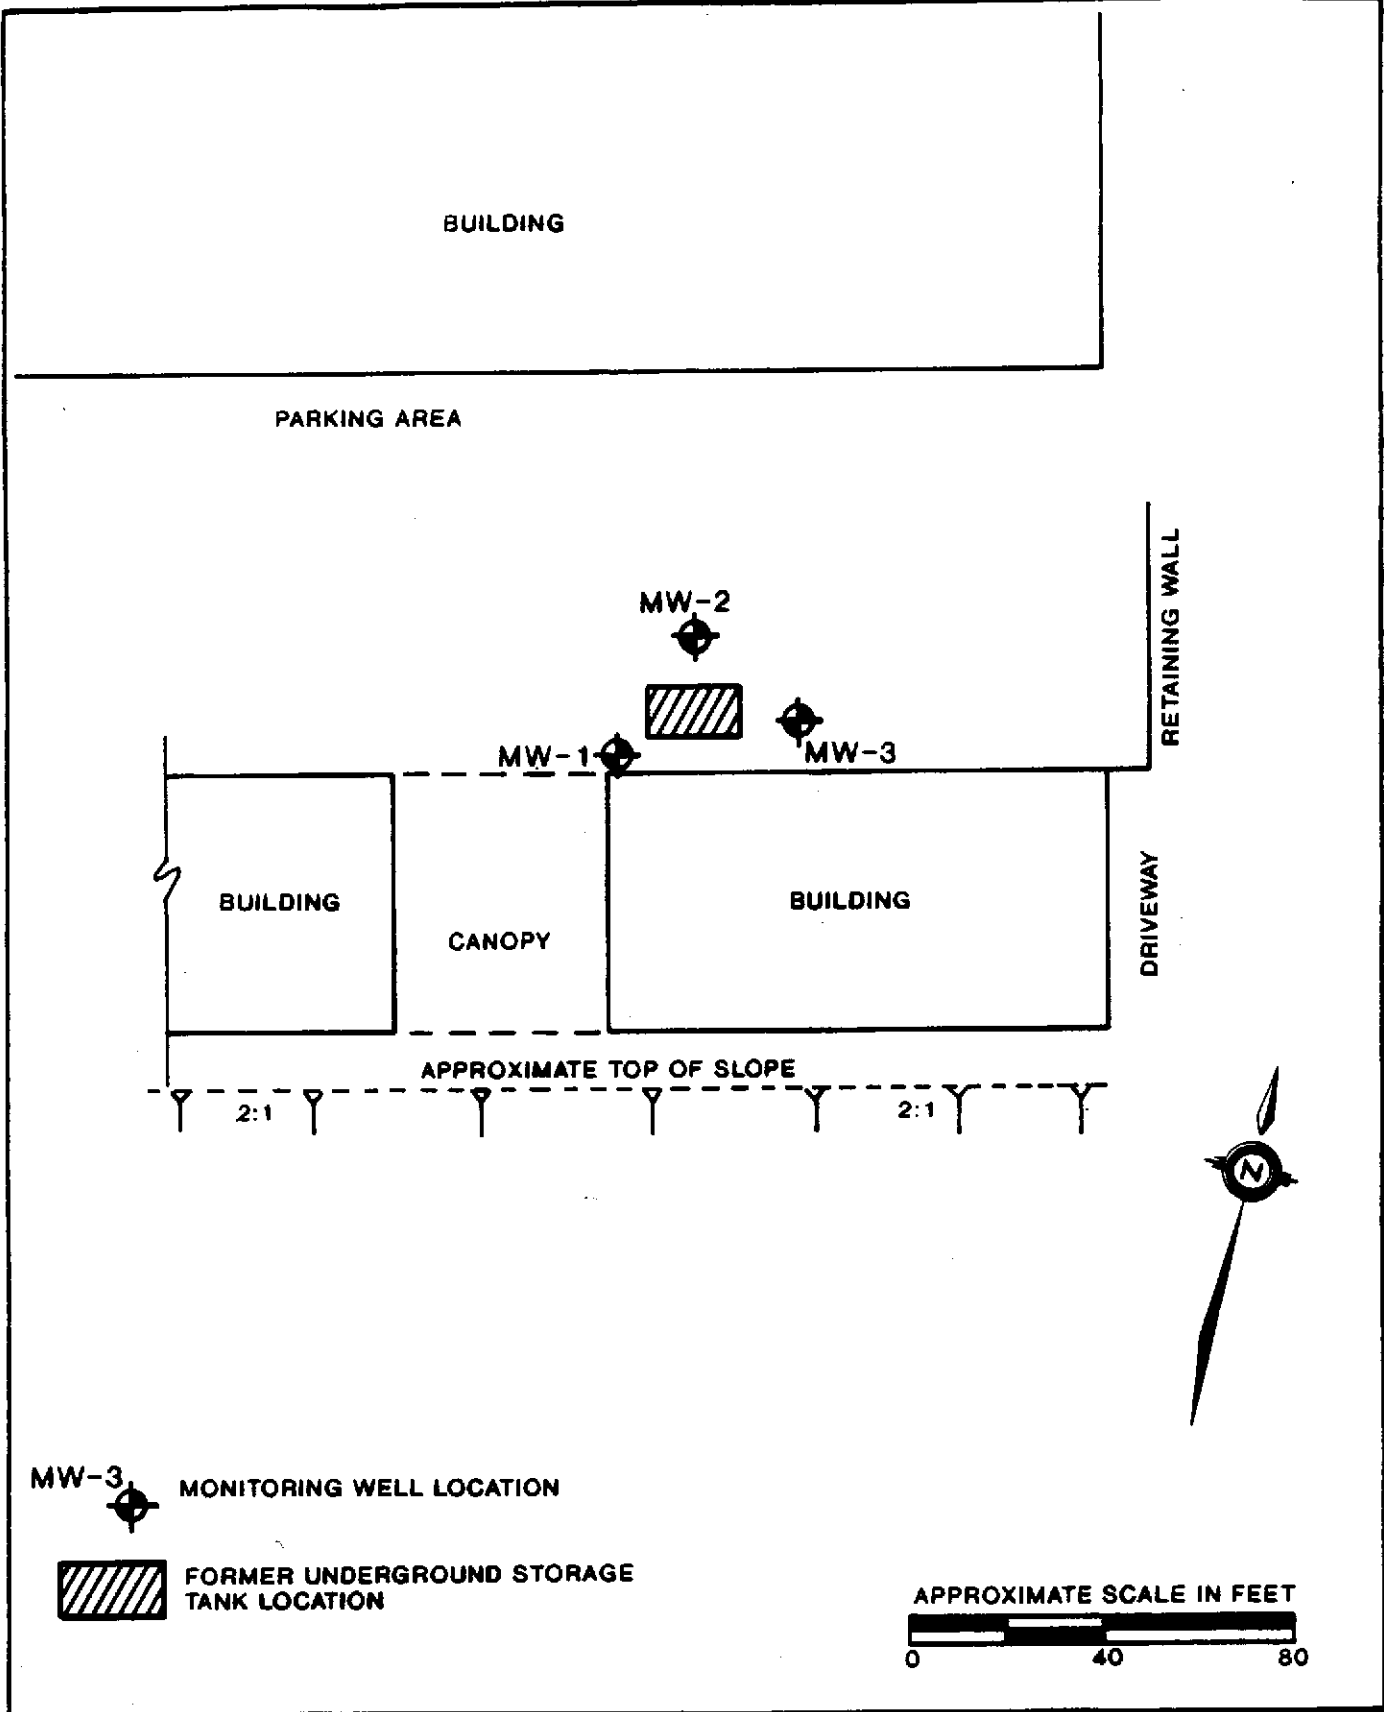 BUILDING
PARKING AREA
RETAINING WALL
MW-2
MW-1
MW-3
BUILDING
CANOPY
BUILDING
DRIVEWAY
APPROXIMATE TOP OF SLOPE
2:1
2:1
N
MW-3
MONITORING WELL LOCATION
FORMER UNDERGROUND STORAGE
TANK LOCATION
APPROXIMATE SCALE IN FEET
0 40 80